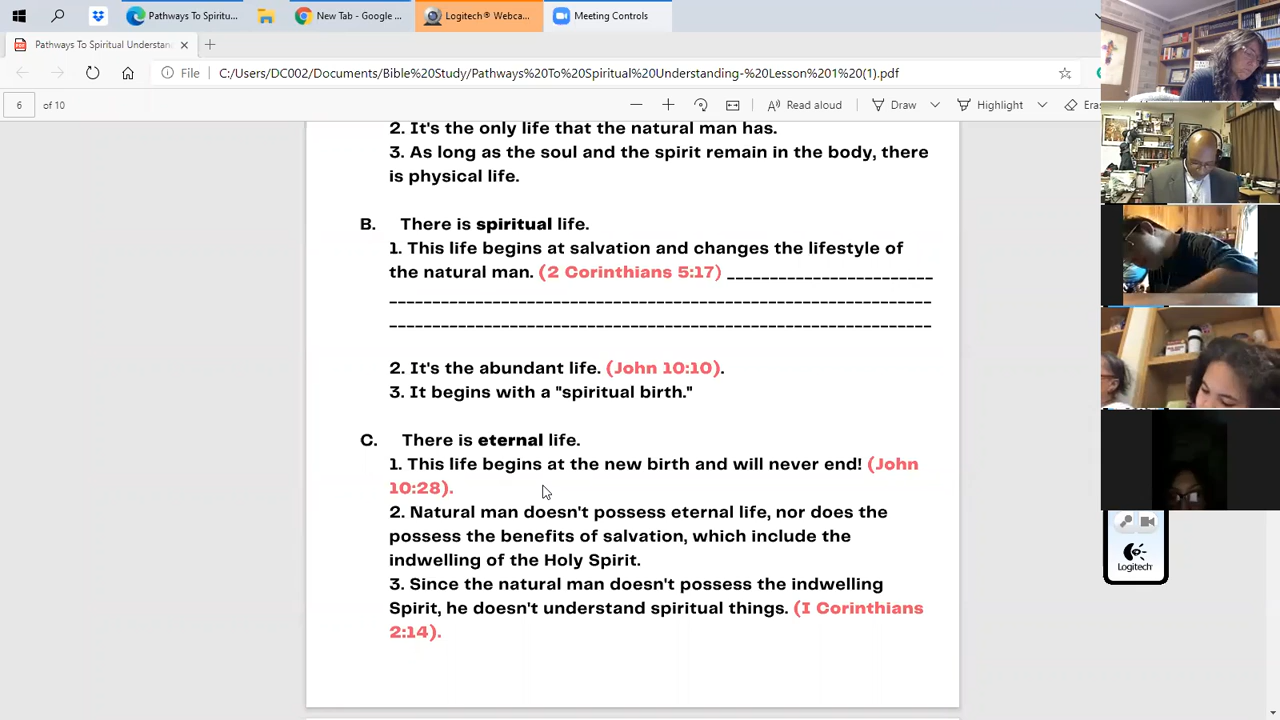 Pathways To Spiritu...
New Tab - Google ...
Logitech® Webca...
Meeting Controls
Pathways To Spiritual Understan
File
C:/Users/DC002/Documents/Bible%20Study/Pathways%20To%20Spiritual%20Understanding-%20Lesson%201%20(1).pdf
6 of 10
Read aloud
Draw
Highlight
Eras
2. It's the only life that the natural man has.
3. As long as the soul and the spirit remain in the body, there
is physical life.
B. There is spiritual life.
1. This life begins at salvation and changes the lifestyle of
the natural man. (2 Corinthians 5:17) ________________________
_______________________________________________________________
_______________________________________________________________
2. It's the abundant life. (John 10:10).
3. It begins with a "spiritual birth."
C. There is eternal life.
1. This life begins at the new birth and will never end! (John
10:28).
2. Natural man doesn't possess eternal life, nor does the
possess the benefits of salvation, which include the
indwelling of the Holy Spirit.
3. Since the natural man doesn't possess the indwelling
Spirit, he doesn't understand spiritual things. (I Corinthians
2:14).
Logitech